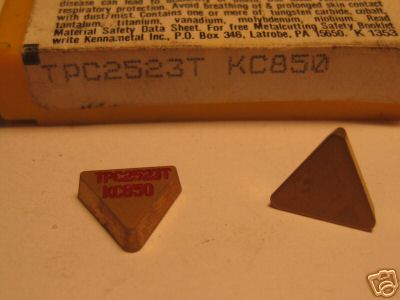 disease can lead to
respiratory protection. Avoid breathing of & prolonged skin contact
with dust/mist. Contains one or more of tungsten carbide, cobalt,
tantalum, titanium, vanadium, molybdenum, niobium. Read
Material Safety Data Sheet. For free Metalcutting Safety Booklet
write Kennametal Inc., P.O. Box 346, Latrobe, PA 15650. K 1353
TPC2523T KC850
TPC2523T
KC850
ebY